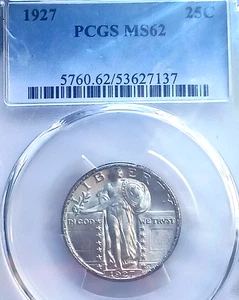 1927 25C
PCGS MS62
5760.62/53627137
LIBERTY
IN GOD WE TRUST
1927